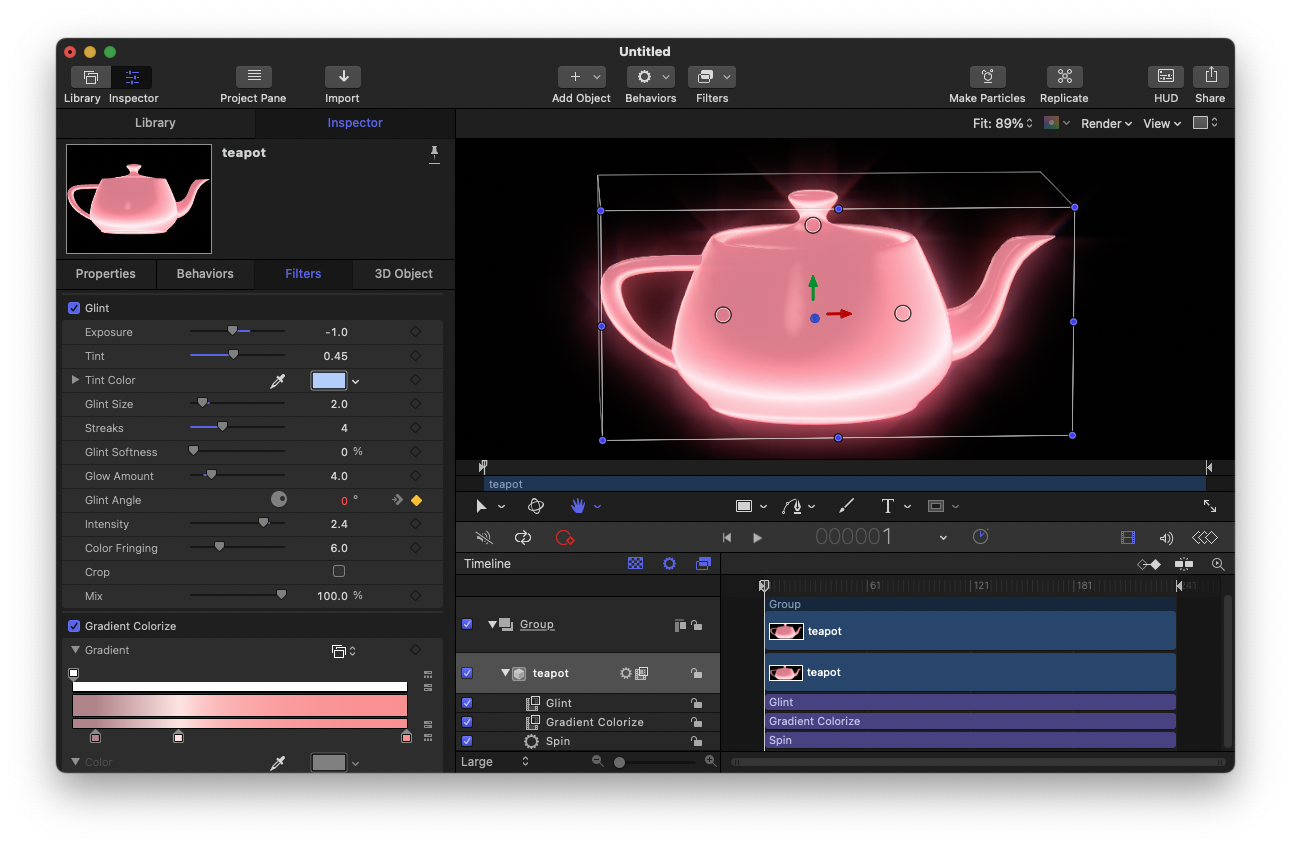 Untitled
Library Inspector Project Pane Import Add Object Behaviors Filters Make Particles Replicate HUD Share
Library Inspector
Fit: 89% Render View
teapot
Properties Behaviors Filters 3D Object
Glint
Exposure -1.0
Tint 0.45
Tint Color
Glint Size 2.0
Streaks 4
Glint Softness 0 %
Glow Amount 4.0
Glint Angle 0 °
Intensity 2.4
Color Fringing 6.0
Crop
Mix 100.0 %
Gradient Colorize
Gradient
Color
teapot
T
000001
Timeline
61 121 181 241
Group
Group
teapot
teapot
teapot
Glint
Glint
Gradient Colorize
Gradient Colorize
Spin
Spin
Large